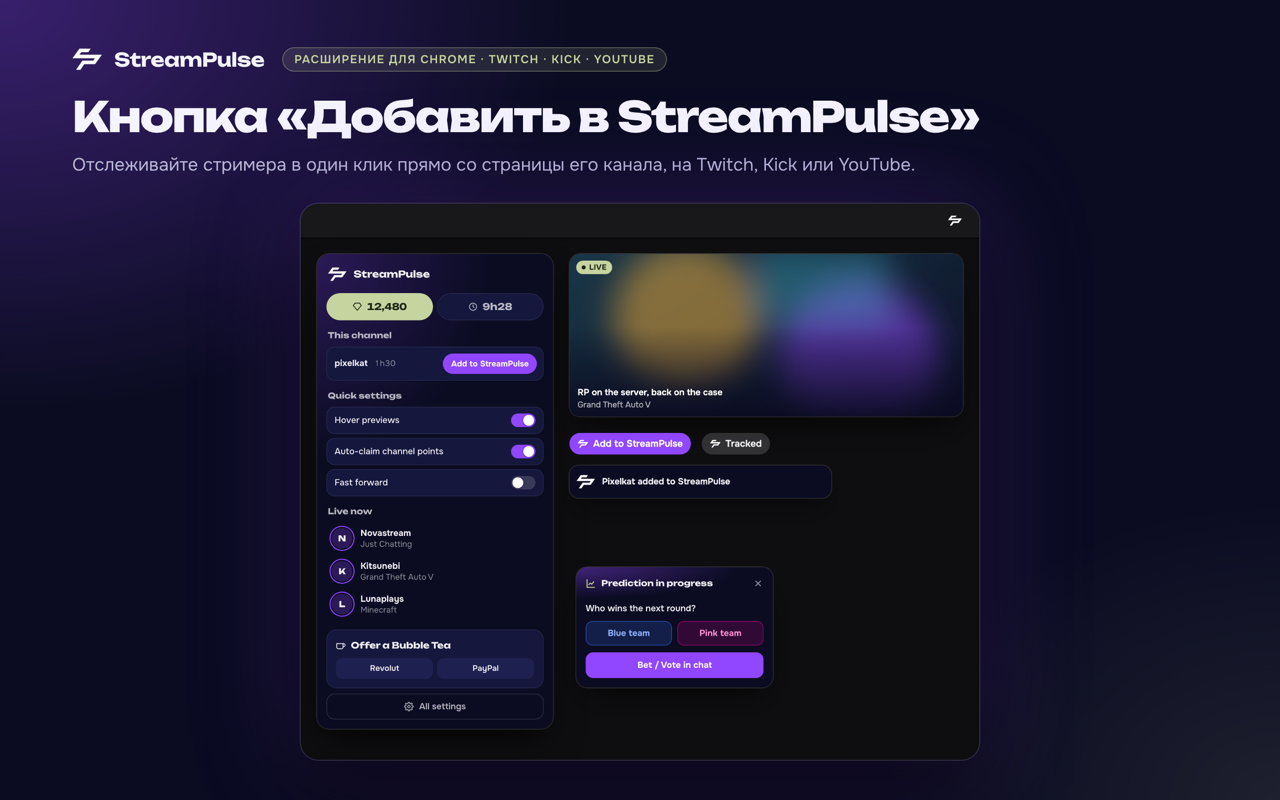 StreamPulse
РАСШИРЕНИЕ ДЛЯ CHROME · TWITCH · KICK · YOUTUBE
Кнопка «Добавить в StreamPulse»
Отслеживайте стримера в один клик прямо со страницы его канала, на Twitch, Kick или YouTube.
StreamPulse
12,480
9h28
This channel
pixelkat 1h30
Add to StreamPulse
Quick settings
Hover previews
Auto-claim channel points
Fast forward
Live now
N
Novastream
Just Chatting
K
Kitsunebi
Grand Theft Auto V
L
Lunaplays
Minecraft
Offer a Bubble Tea
Revolut
PayPal
All settings
LIVE
RP on the server, back on the case
Grand Theft Auto V
Add to StreamPulse
Tracked
Pixelkat added to StreamPulse
Prediction in progress
Who wins the next round?
Blue team
Pink team
Bet / Vote in chat